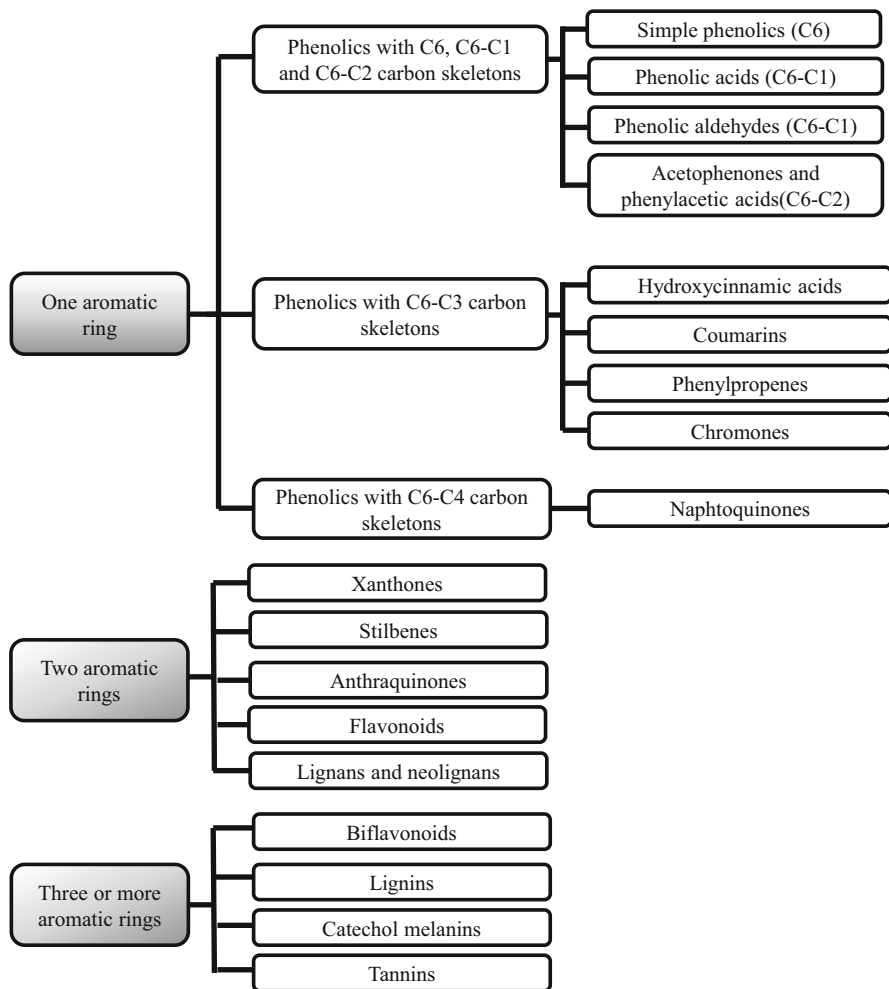 One aromatic
ring
Phenolics with C6, C6-C1
and C6-C2 carbon skeletons
Simple phenolics (C6)
Phenolic acids (C6-C1)
Phenolic aldehydes (C6-C1)
Acetophenones and
phenylacetic acids(C6-C2)
Phenolics with C6-C3 carbon
skeletons
Hydroxycinnamic acids
Coumarins
Phenylpropenes
Chromones
Phenolics with C6-C4 carbon
skeletons
Naphtoquinones
Two aromatic
rings
Xanthones
Stilbenes
Anthraquinones
Flavonoids
Lignans and neolignans
Three or more
aromatic rings
Biflavonoids
Lignins
Catechol melanins
Tannins